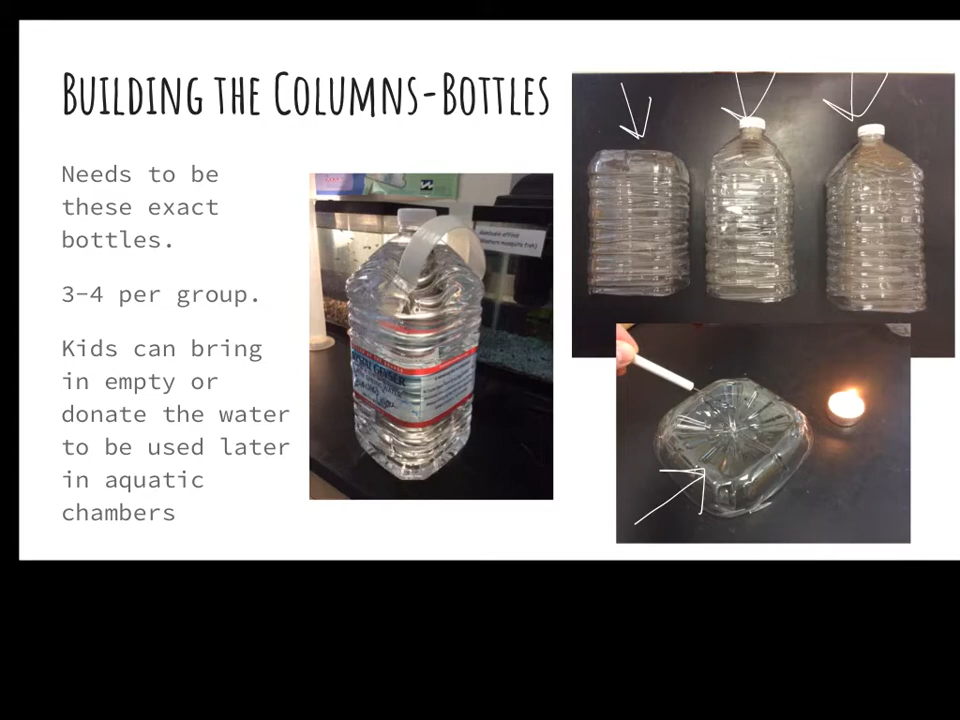 Building the Columns-Bottles
Needs to be
these exact
bottles.
3-4 per group.
Kids can bring
in empty or
donate the water
to be used later
in aquatic
chambers